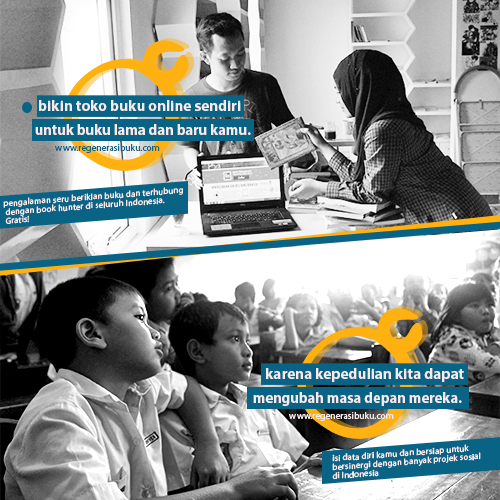 bikin toko buku online sendiri
untuk buku lama dan baru kamu.
www.regenerasibuku.com
pengalaman seru beriklan buku dan terhubung
dengan book hunter di seluruh Indonesia.
Gratis!
karena kepedulian kita dapat
mengubah masa depan mereka.
www.regenerasibuku.com
isi data diri kamu dan bersiap untuk
bersinergi dengan banyak projek sosial
di Indonesia